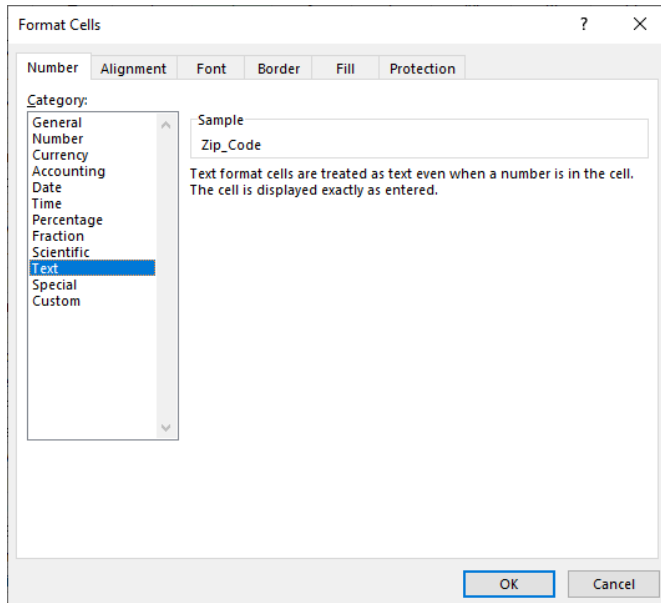 Format Cells
?
Number Alignment Font Border Fill Protection
Category:
General
Number
Currency
Accounting
Date
Time
Percentage
Fraction
Scientific
Text
Special
Custom
Sample
Zip_Code
Text format cells are treated as text even when a number is in the cell.
The cell is displayed exactly as entered.
OK Cancel